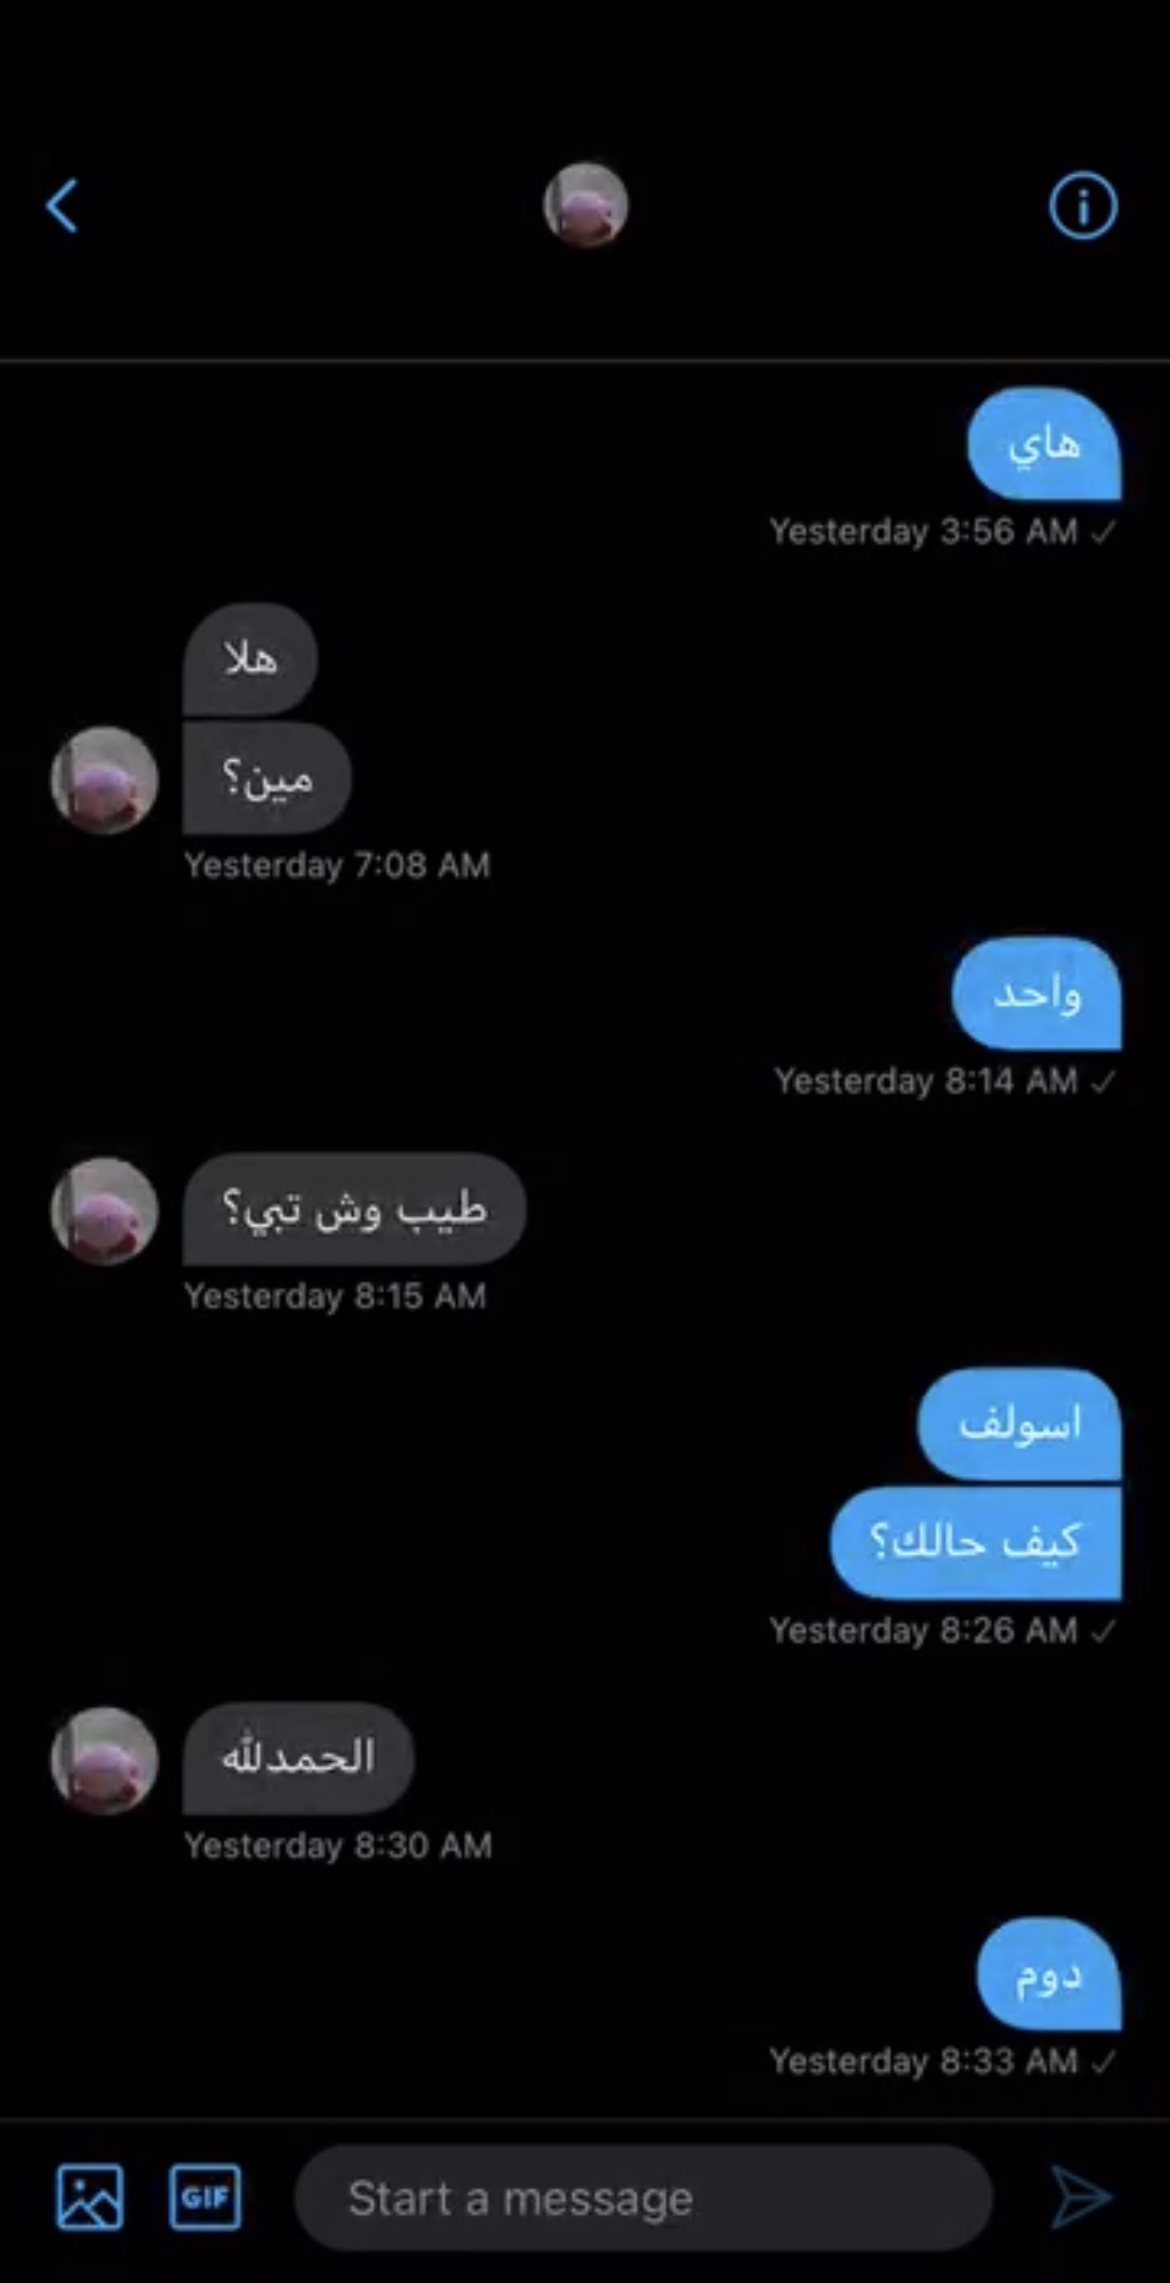 هاي
Yesterday 3:56 AM ✓
هلا
مين؟
Yesterday 7:08 AM
واحد
Yesterday 8:14 AM ✓
طيب وش تبي؟
Yesterday 8:15 AM
اسولف
كيف حالك؟
Yesterday 8:26 AM ✓
الحمدلله
Yesterday 8:30 AM
دوم
Yesterday 8:33 AM ✓
GIF
Start a message